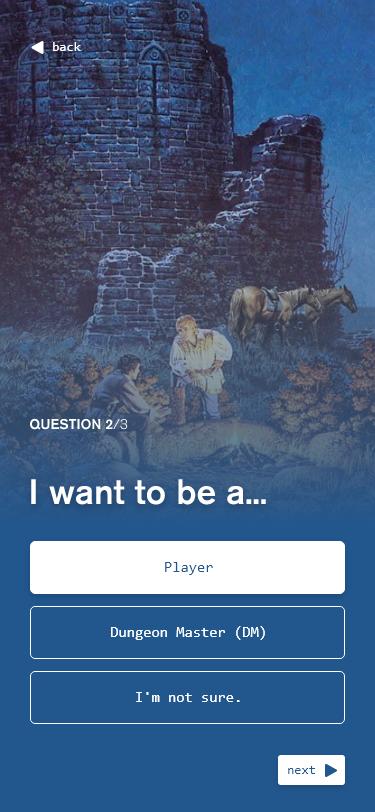 back
QUESTION 2/3
I want to be a...
Player
Dungeon Master (DM)
I'm not sure.
next